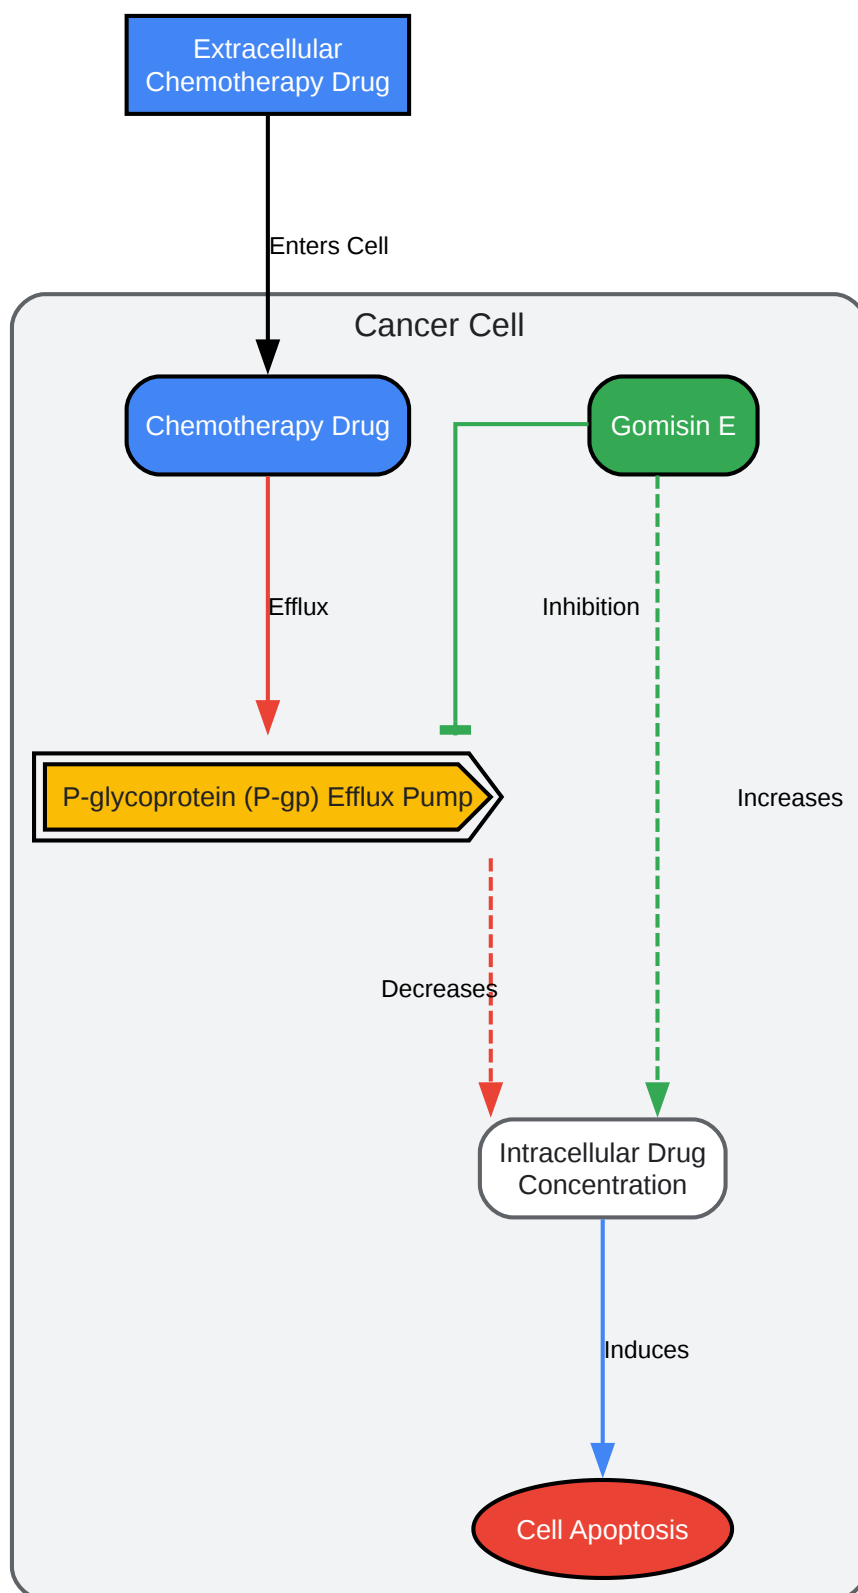 Extracellular
Chemotherapy Drug
Enters Cell
Cancer Cell
Chemotherapy Drug
Gomisin E
Efflux
Inhibition
P-glycoprotein (P-gp) Efflux Pump
Increases
Decreases
Intracellular Drug
Concentration
Induces
Cell Apoptosis